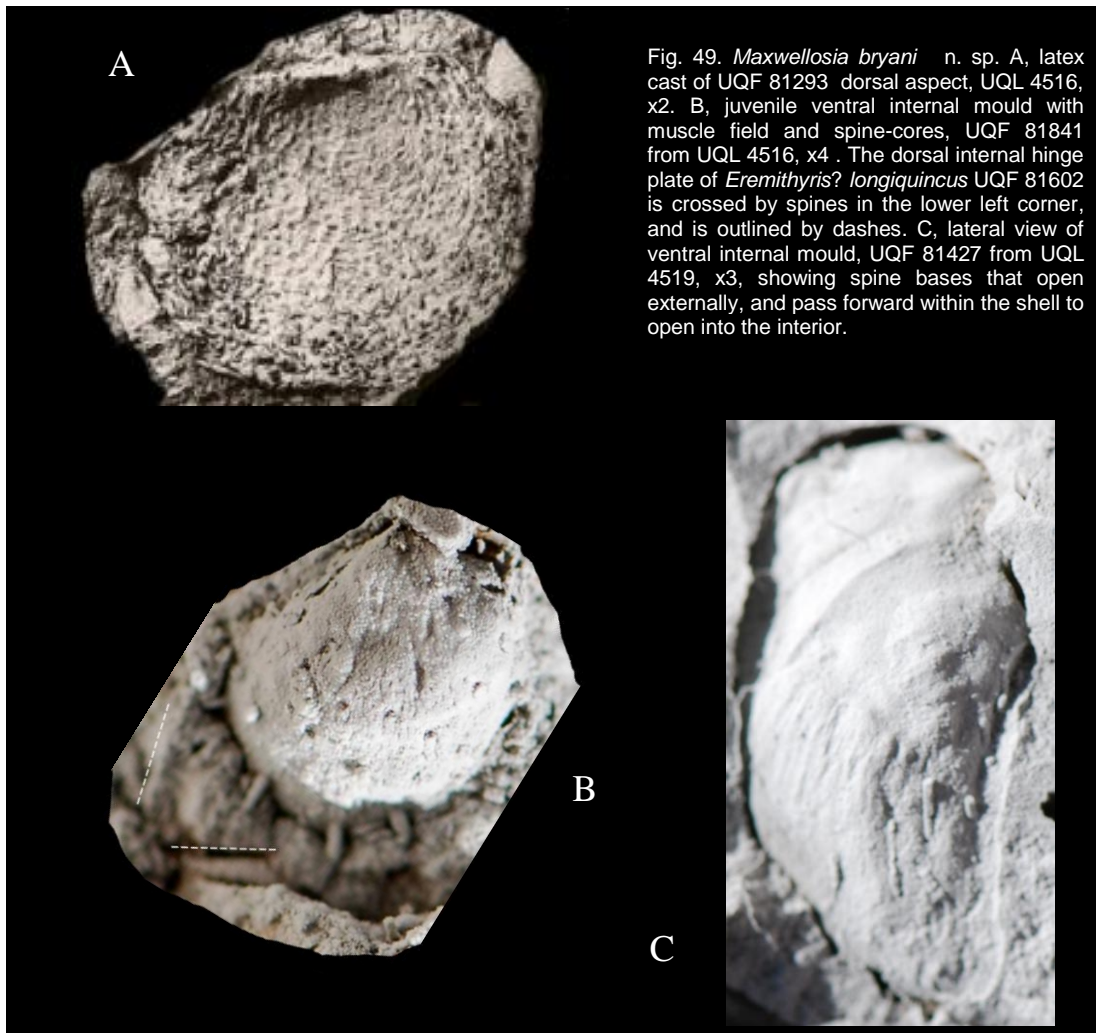 A
Fig. 49. Maxwellosia bryani n. sp. A, latex
cast of UQF 81293 dorsal aspect, UQL 4516,
x2. B, juvenile ventral internal mould with
muscle field and spine-cores, UQF 81841
from UQL 4516, x4 . The dorsal internal hinge
plate of Eremithyris? longiquincus UQF 81602
is crossed by spines in the lower left corner,
and is outlined by dashes. C, lateral view of
ventral internal mould, UQF 81427 from UQL
4519, x3, showing spine bases that open
externally, and pass forward within the shell to
open into the interior.
B
C